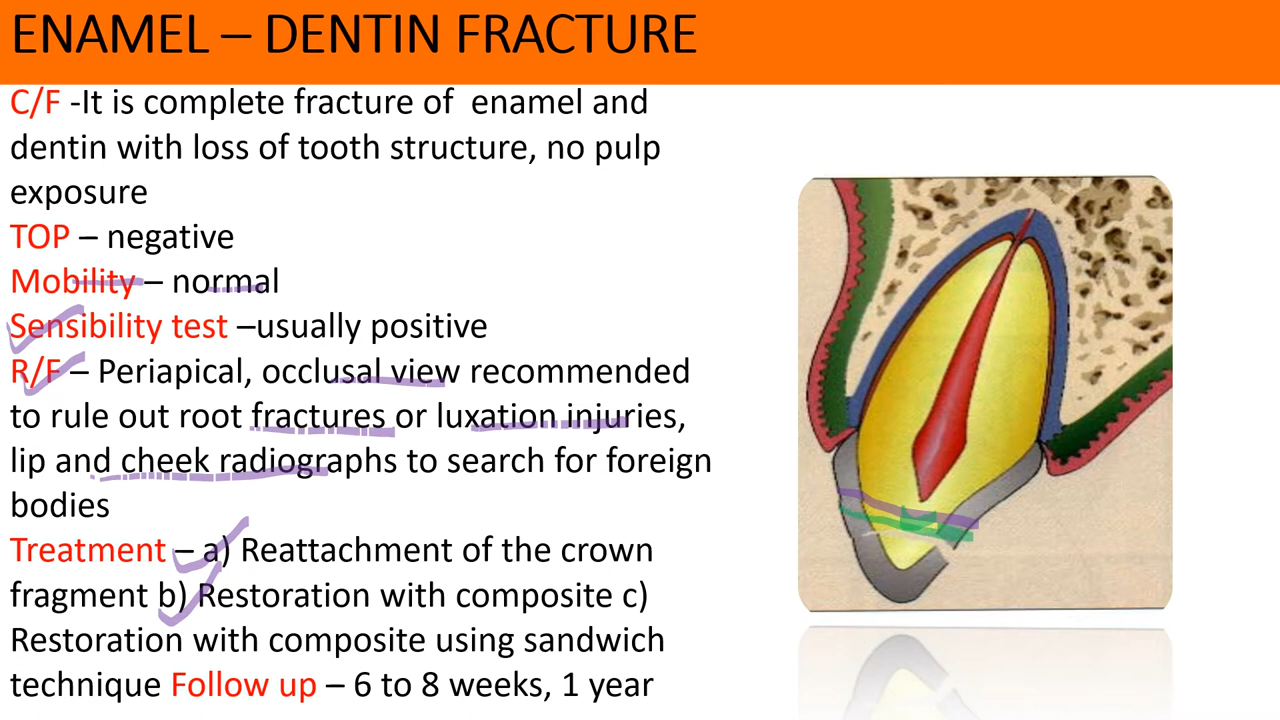 ENAMEL – DENTIN FRACTURE
C/F -It is complete fracture of  enamel and
dentin with loss of tooth structure, no pulp
exposure
TOP – negative
Mobility – normal
Sensibility test –usually positive
R/F – Periapical, occlusal view recommended
to rule out root fractures or luxation injuries,
lip and cheek radiographs to search for foreign
bodies
Treatment – a) Reattachment of the crown
fragment b) Restoration with composite c)
Restoration with composite using sandwich
technique Follow up – 6 to 8 weeks, 1 year